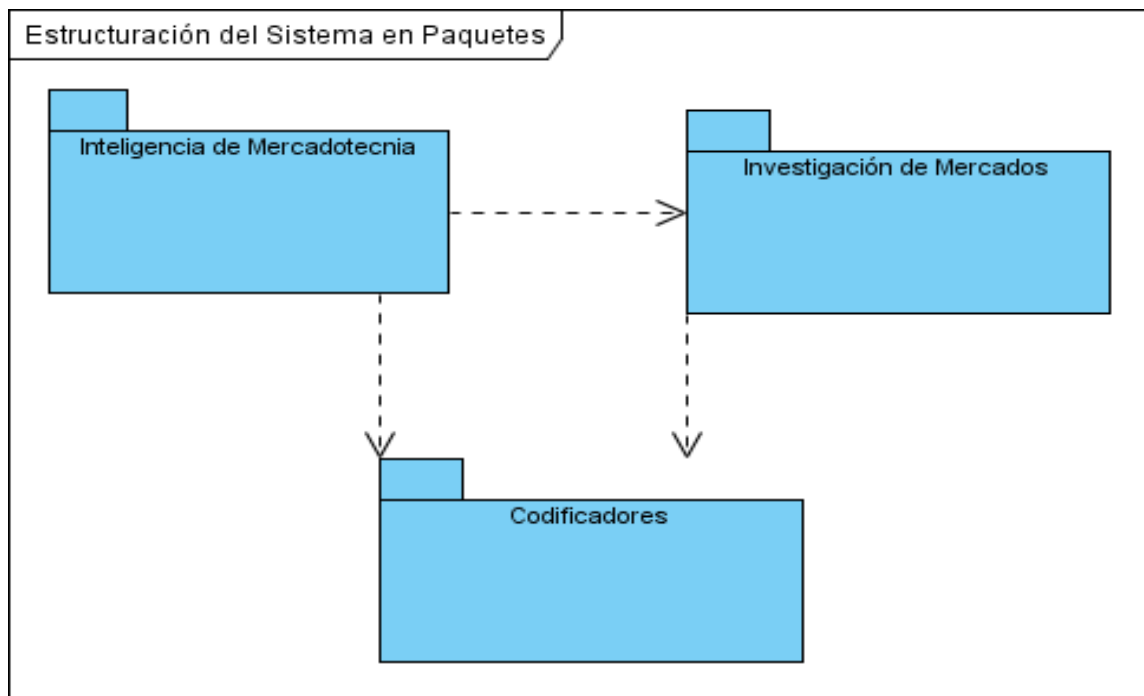 Estructuración del Sistema en Paquetes
Inteligencia de Mercadotecnia
Investigación de Mercados
Codificadores